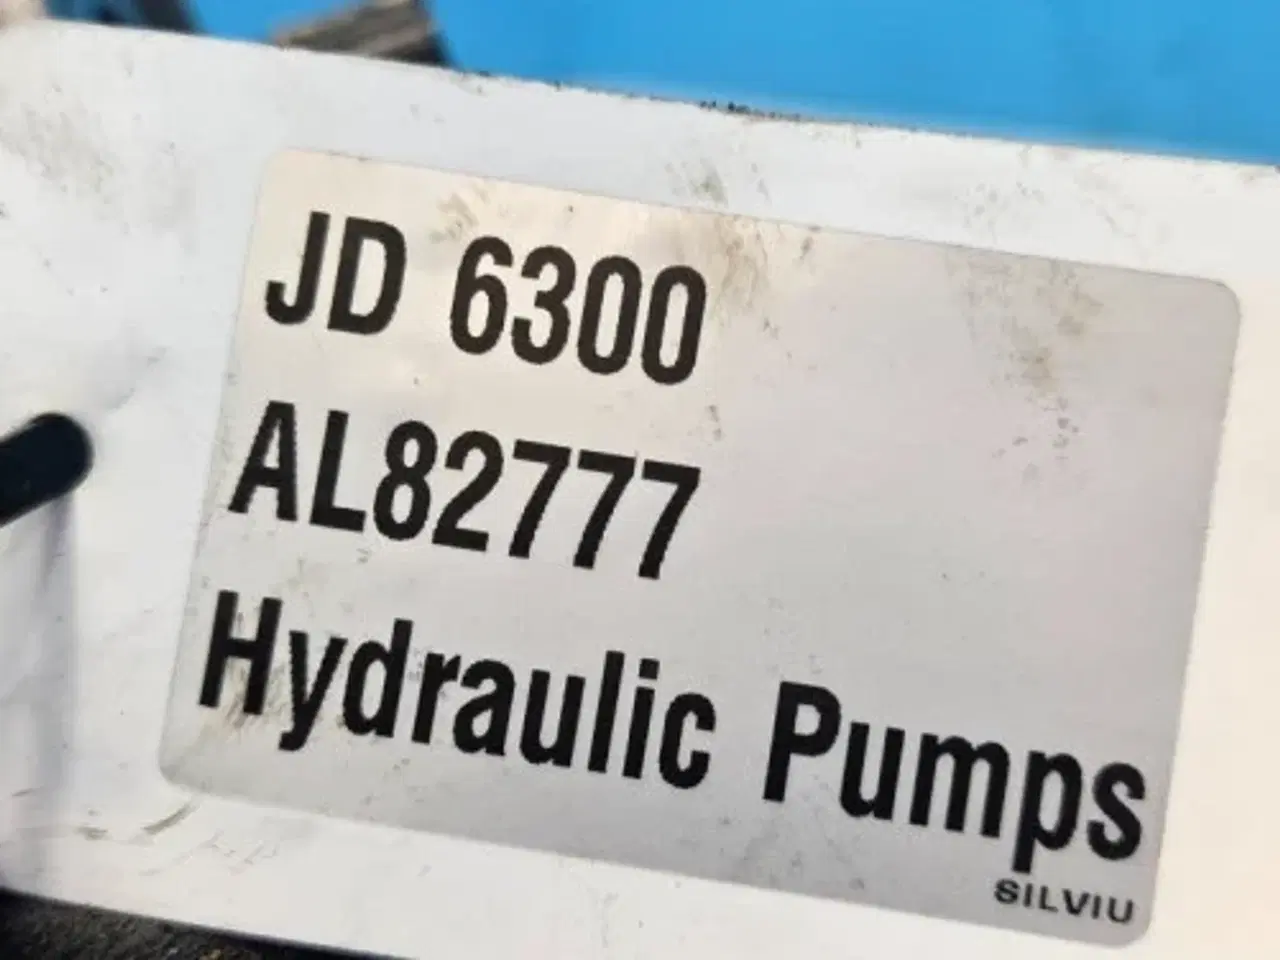 JD 6300
AL82777
Hydraulic Pumps
SILVIU